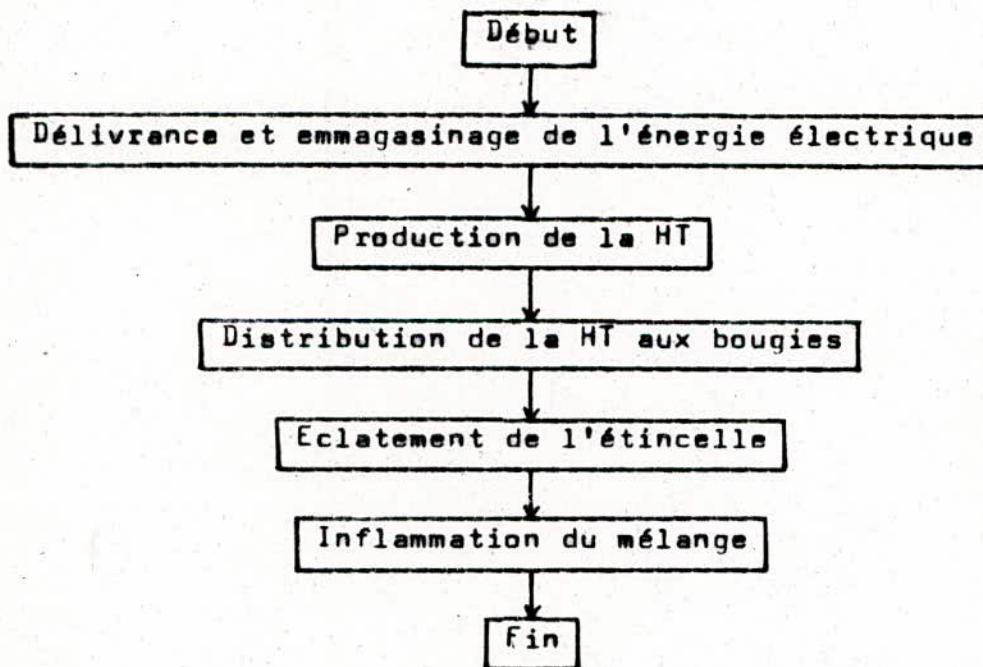 Début
Délivrance et emmagasinage de l'énergie électrique
Production de la HT
Distribution de la HT aux bougies
Eclatement de l'étincelle
Inflammation du mélange
Fin